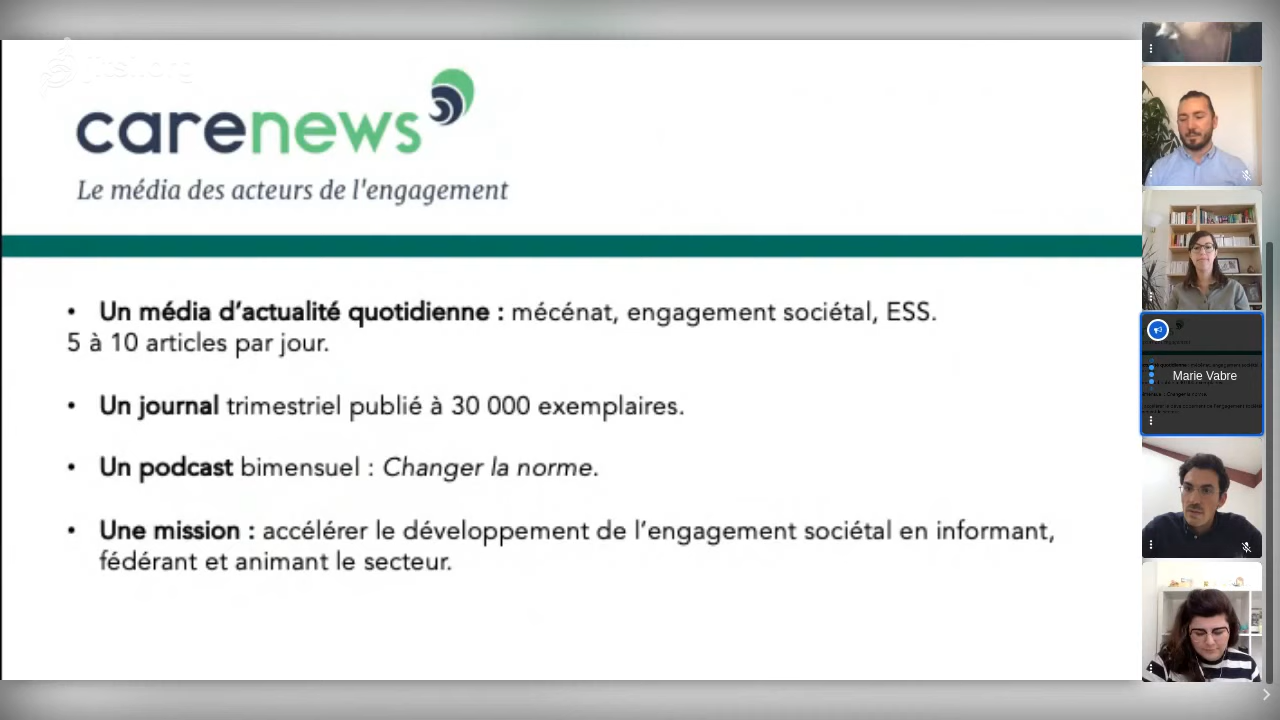 jitsi.org
carenews
Le média des acteurs de l'engagement
• Un média d’actualité quotidienne : mécénat, engagement sociétal, ESS.
5 à 10 articles par jour.
• Un journal trimestriel publié à 30 000 exemplaires.
• Un podcast bimensuel : Changer la norme.
• Une mission : accélérer le développement de l’engagement sociétal en informant,
fédérant et animant le secteur.
Marie Vabre